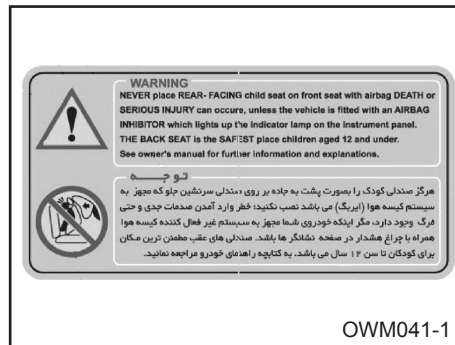 WARNING
NEVER place REAR- FACING child seat on front seat with airbag DEATH or
SERIOUS INJURY can occure, unless the vehicle is fitted with an AIRBAG
INHIBITOR which lights up the indicator lamp on the instrument panel.
THE BACK SEAT is the SAFEST place children aged 12 and under.
See owner's manual for further information and explanations.
توجه
هرگز صندلی کودک را بصورت پشت به جاده بر روی صندلی سرنشین جلو که مجهز به
سیستم کیسه هوا (ایربگ) می باشد نصب نکنید؛ خطر وارد آمدن صدمات جدی و حتی
مرگ وجود دارد، مگر اینکه خودروی شما مجهز به سیستم غیر فعال کننده کیسه هوا
همراه با چراغ هشدار در صفحه نشانگر ها باشد. صندلی های عقب مطمئن ترین مکان
برای کودکان تا سن ۱۲ سال می باشد. به کتابچه راهنمای خودرو مراجعه نمائید.
OWM041-1